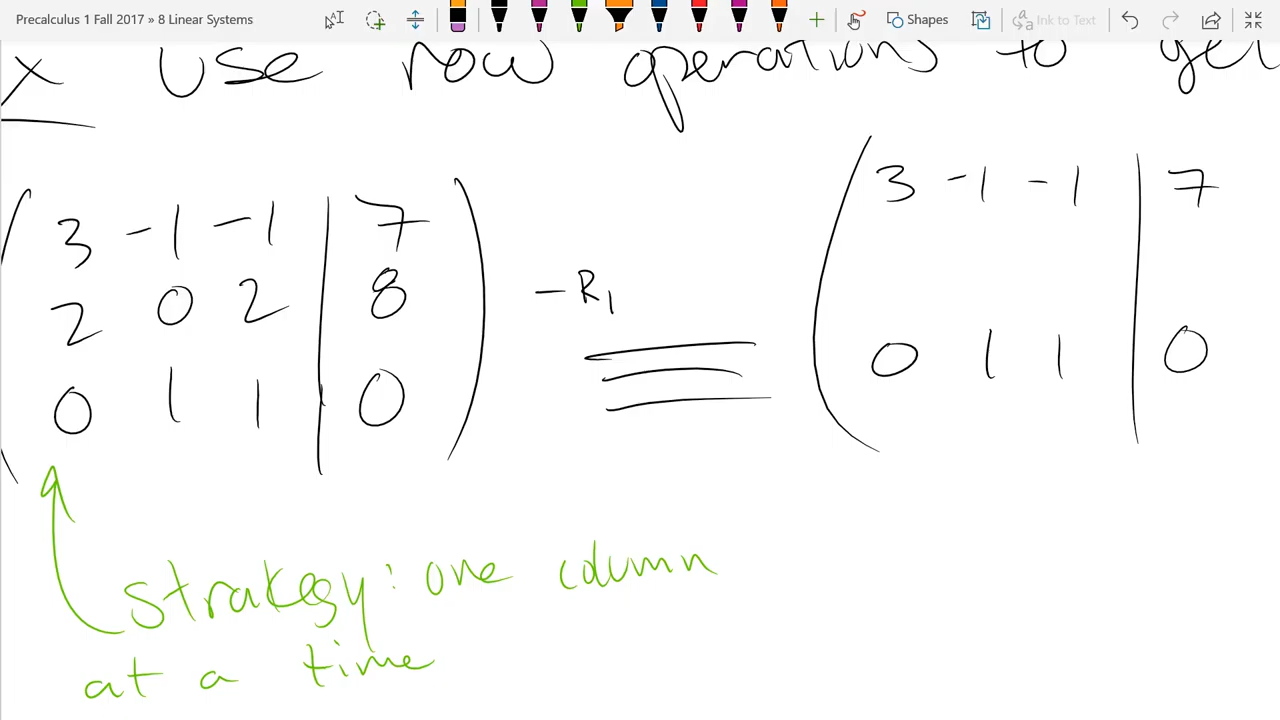 Precalculus 1 Fall 2017 » 8 Linear Systems
Shapes
Ink to Text
x Use row operations to get
3 -1 -1 | 7
2 0 2 | 8
0 1 1 | 0
-R1
3 -1 -1 | 7
0 1 1 | 0
strategy: one column
at a time